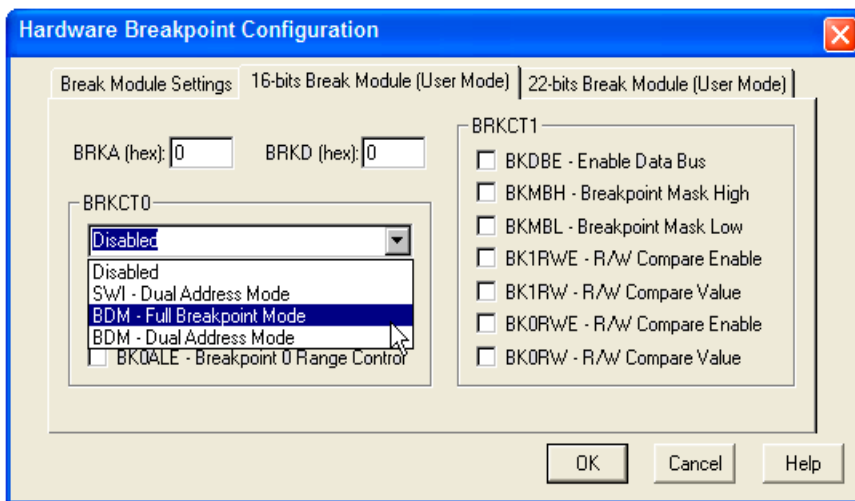 Hardware Breakpoint Configuration
Break Module Settings
16-bits Break Module (User Mode)
22-bits Break Module (User Mode)
BRKA (hex): 0
BRKD (hex): 0
BRKCT0
Disabled
Disabled
SWI - Dual Address Mode
BDM - Full Breakpoint Mode
BDM - Dual Address Mode
BK0ALE - Breakpoint 0 Range Control
BRKCT1
BKDBE - Enable Data Bus
BKMBH - Breakpoint Mask High
BKMBL - Breakpoint Mask Low
BK1RWE - R/W Compare Enable
BK1RW - R/W Compare Value
BK0RWE - R/W Compare Enable
BK0RW - R/W Compare Value
OK
Cancel
Help